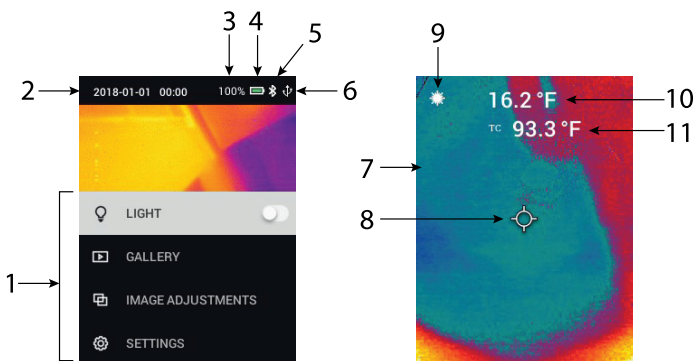 3 4 5
9
2 2018-01-01 00:00 100% 6
16.2 °F 10
TC 93.3 °F 11
7
8
1
LIGHT
GALLERY
IMAGE ADJUSTMENTS
SETTINGS